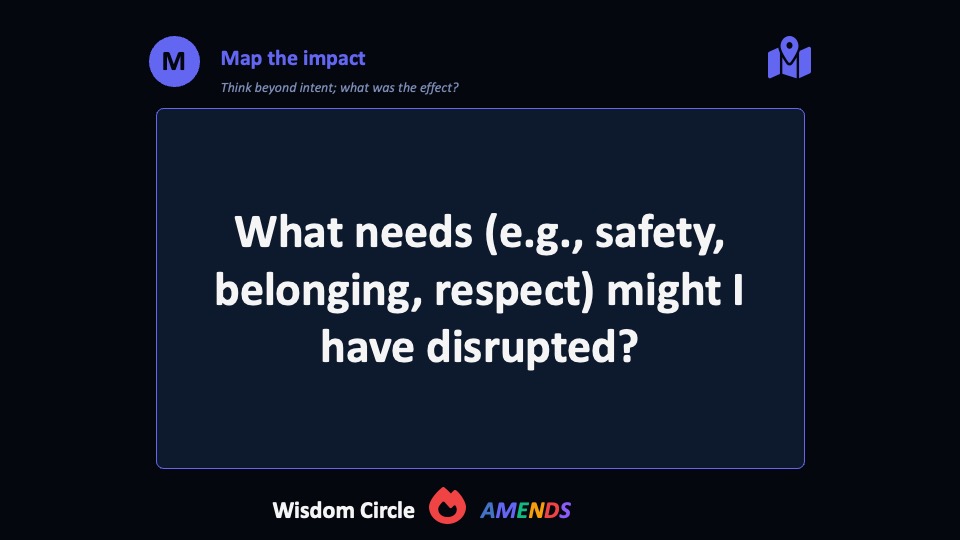 M
Map the impact
Think beyond intent; what was the effect?
What needs (e.g., safety,
belonging, respect) might I
have disrupted?
Wisdom Circle AMENDS